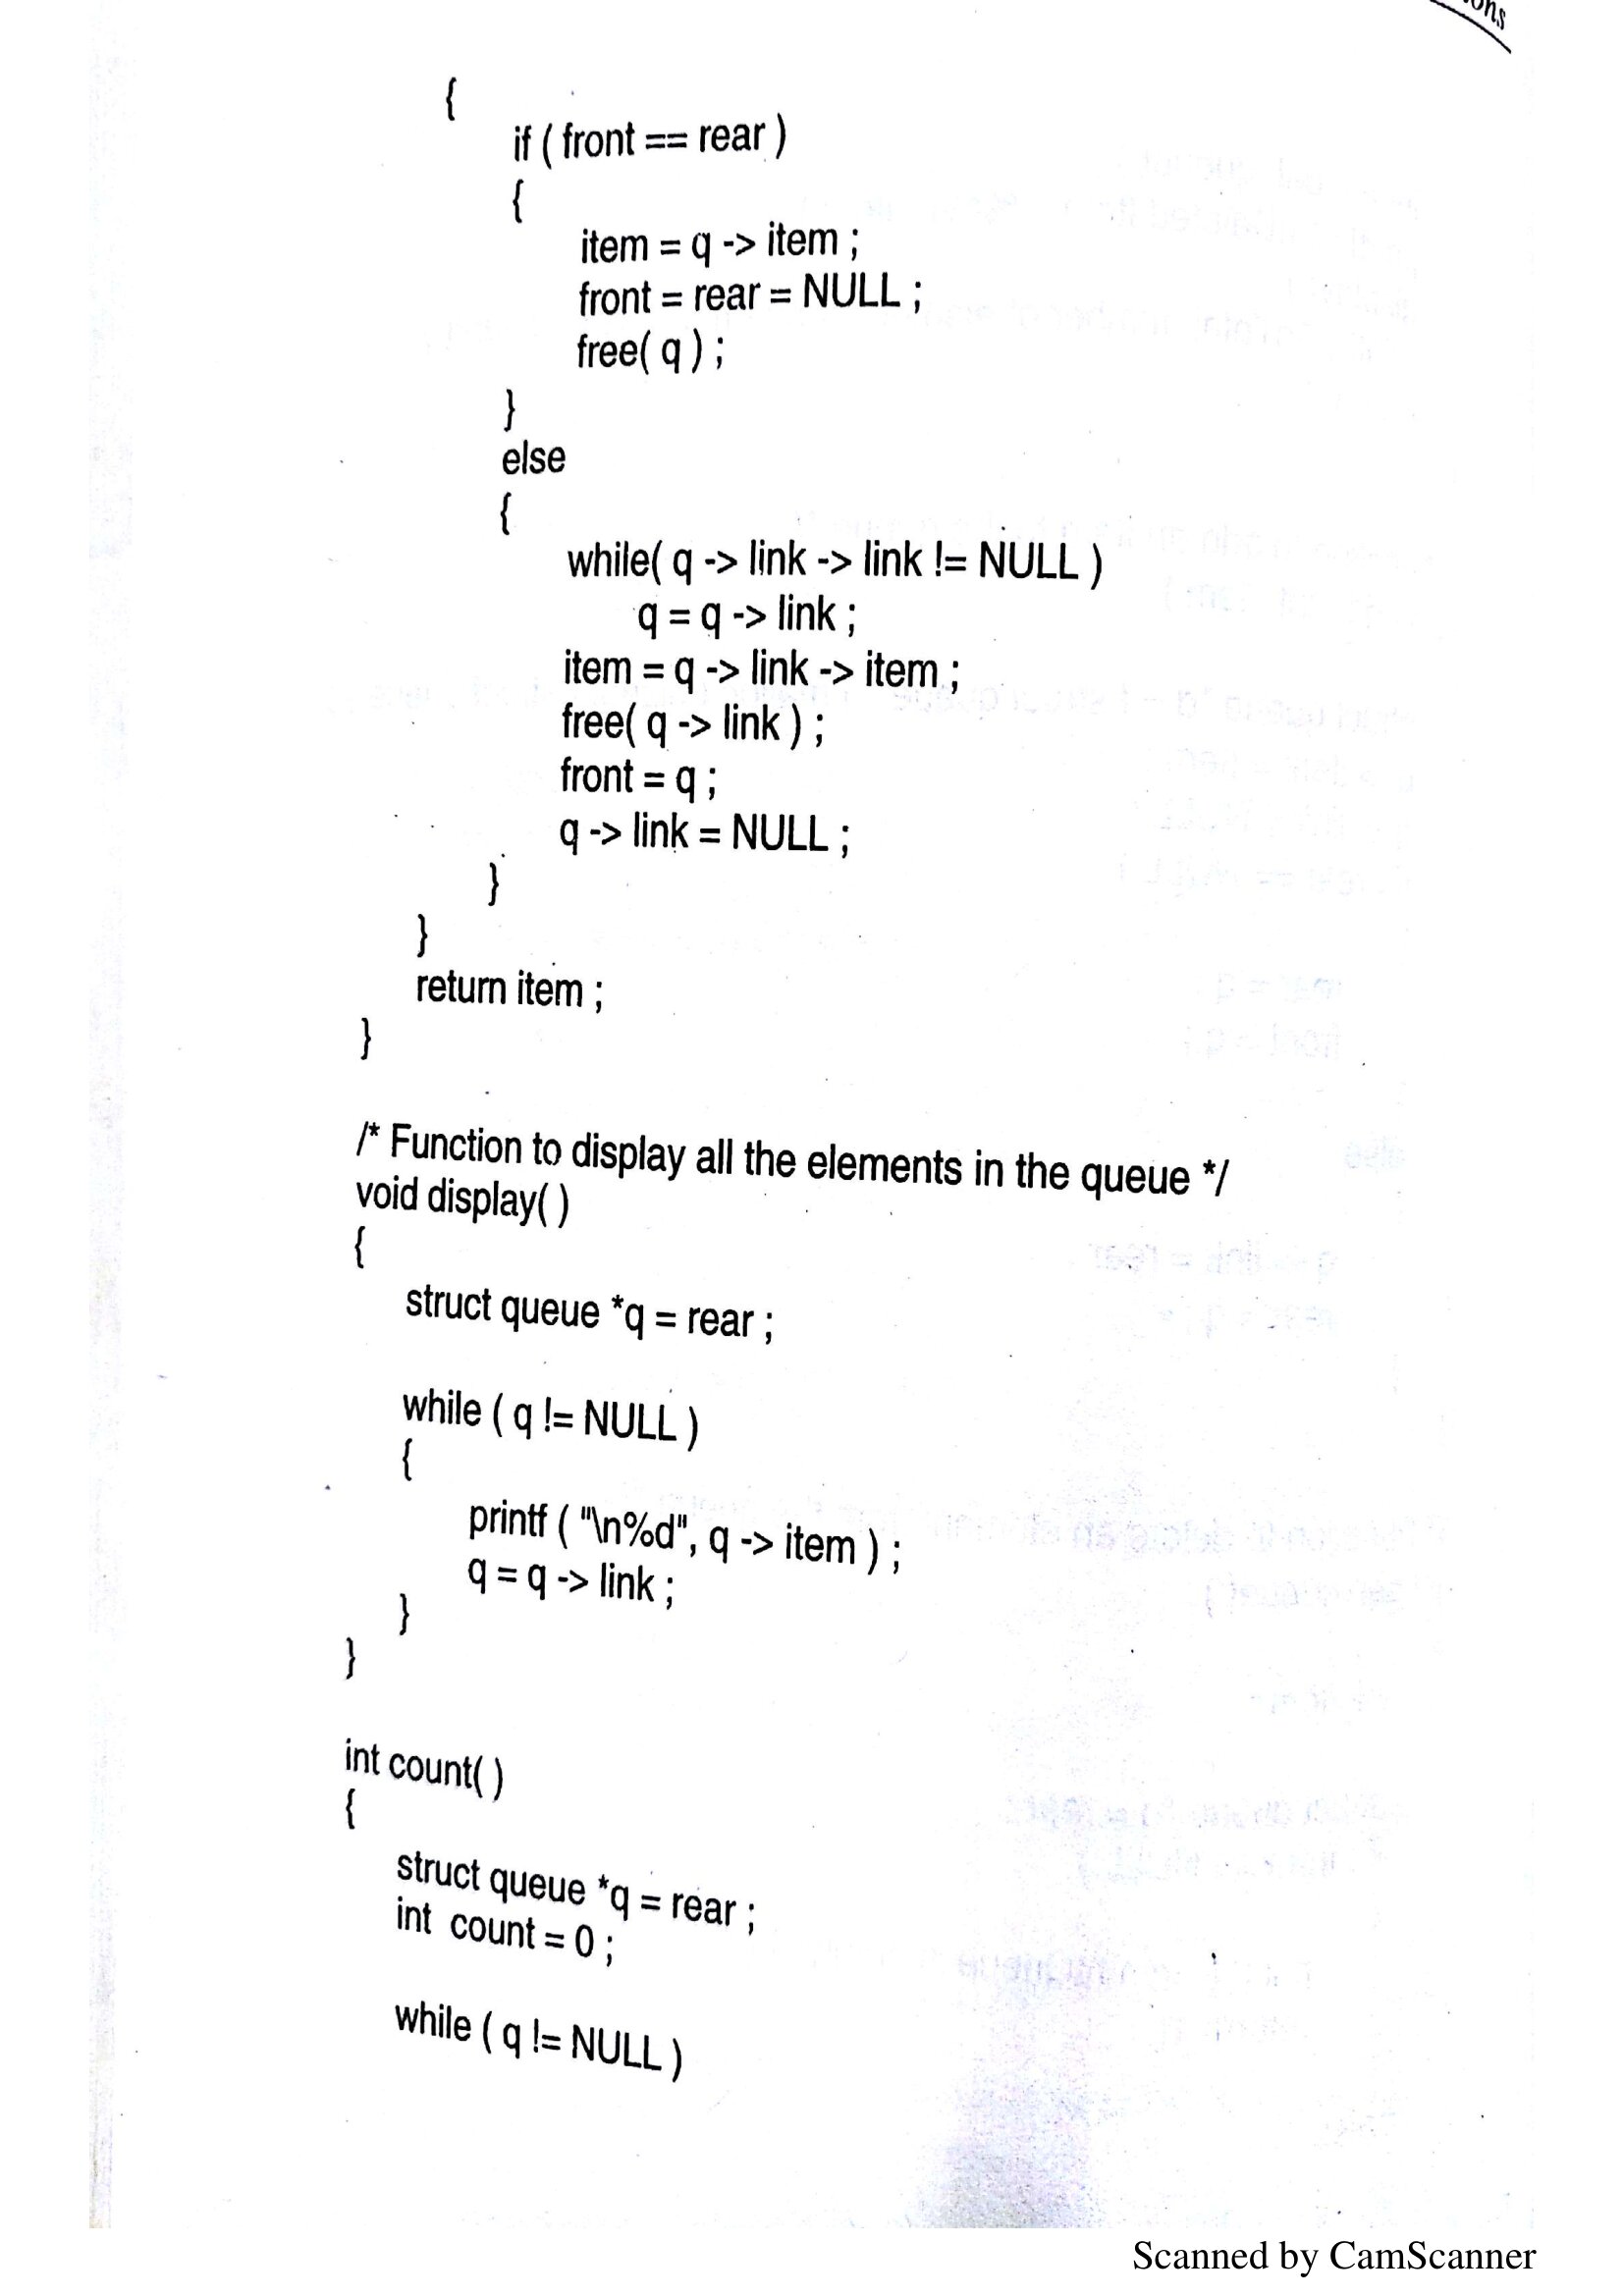 {
if ( front == rear )
{
item = q -> item ;
front = rear = NULL ;
free( q ) ;
}
else
{
while( q -> link -> link != NULL )
q = q -> link ;
item = q -> link -> item ;
free( q -> link ) ;
front = q ;
q -> link = NULL ;
}
}
return item ;
}
/* Function to display all the elements in the queue */
void display( )
{
struct queue *q = rear ;
while ( q != NULL )
{
printf ( "\n%d", q -> item ) ;
q = q -> link ;
}
}
int count( )
{
struct queue *q = rear ;
int count = 0 ;
while ( q != NULL )
Scanned by CamScanner